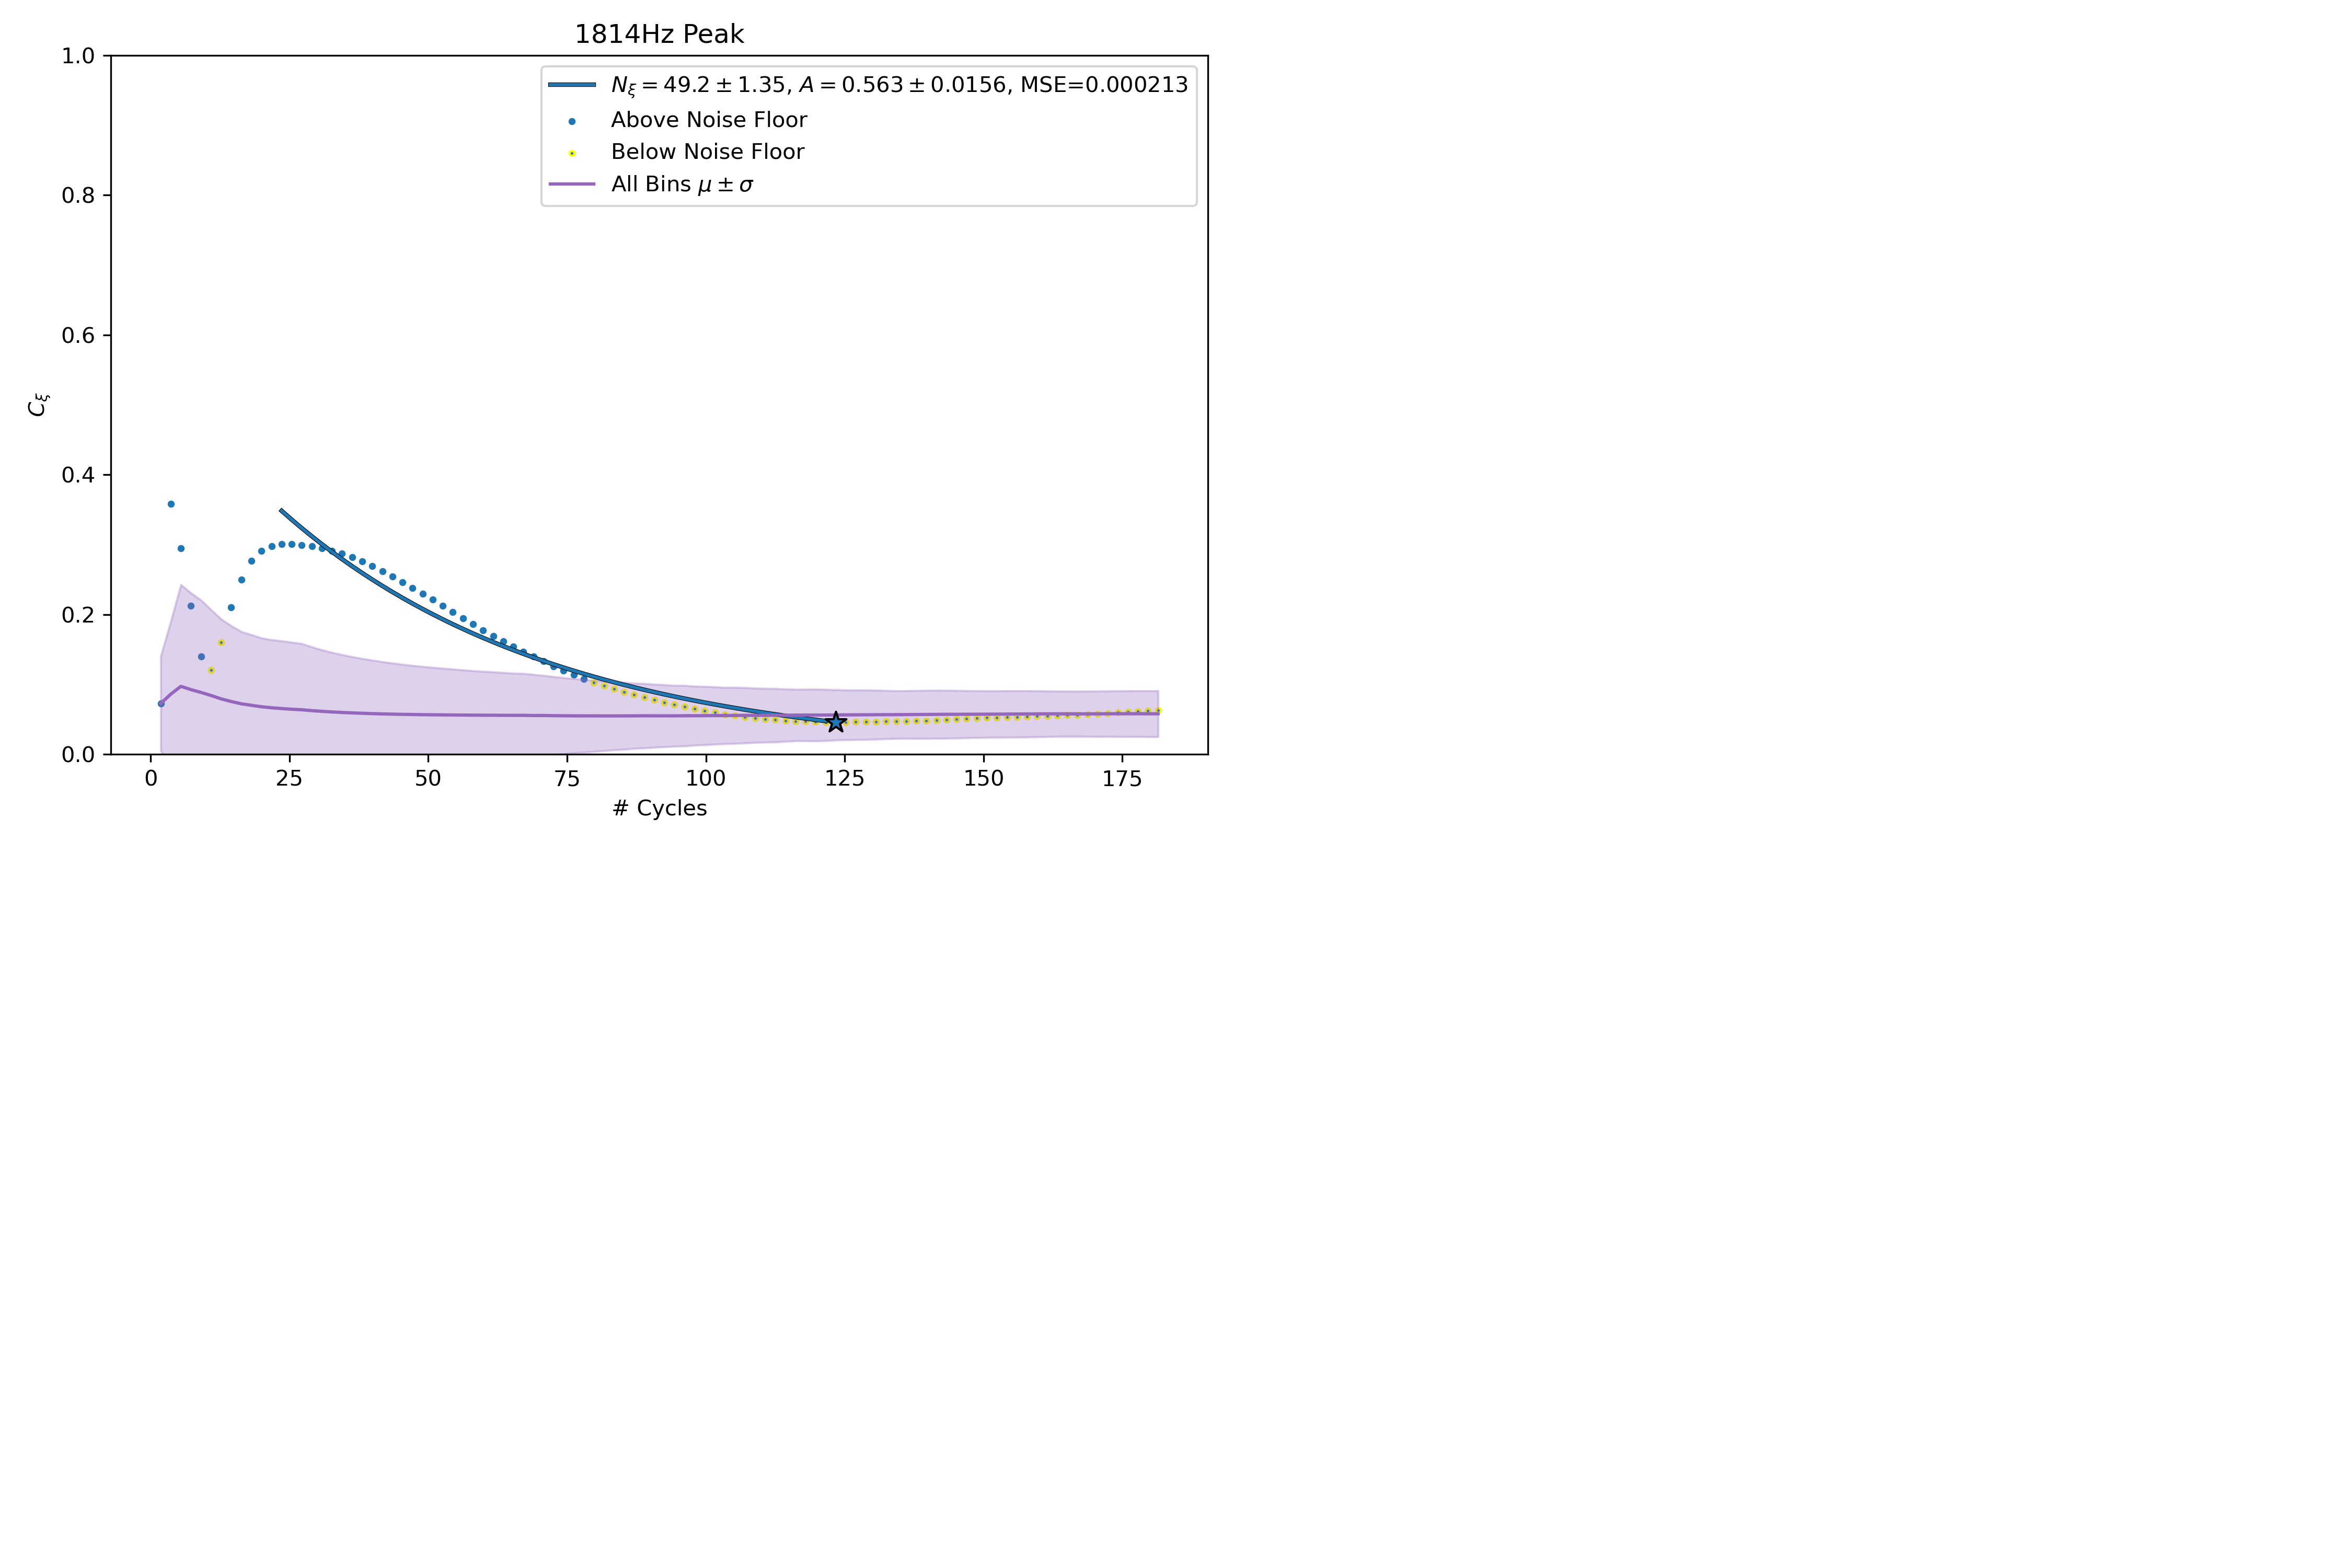 1814Hz Peak
1.0
0.8
0.6
0.4
0.2
0.0
Cξ
Nξ = 49.2 ± 1.35, A = 0.563 ± 0.0156, MSE=0.000213
Above Noise Floor
Below Noise Floor
All Bins μ ± σ
0 25 50 75 100 125 150 175
# Cycles